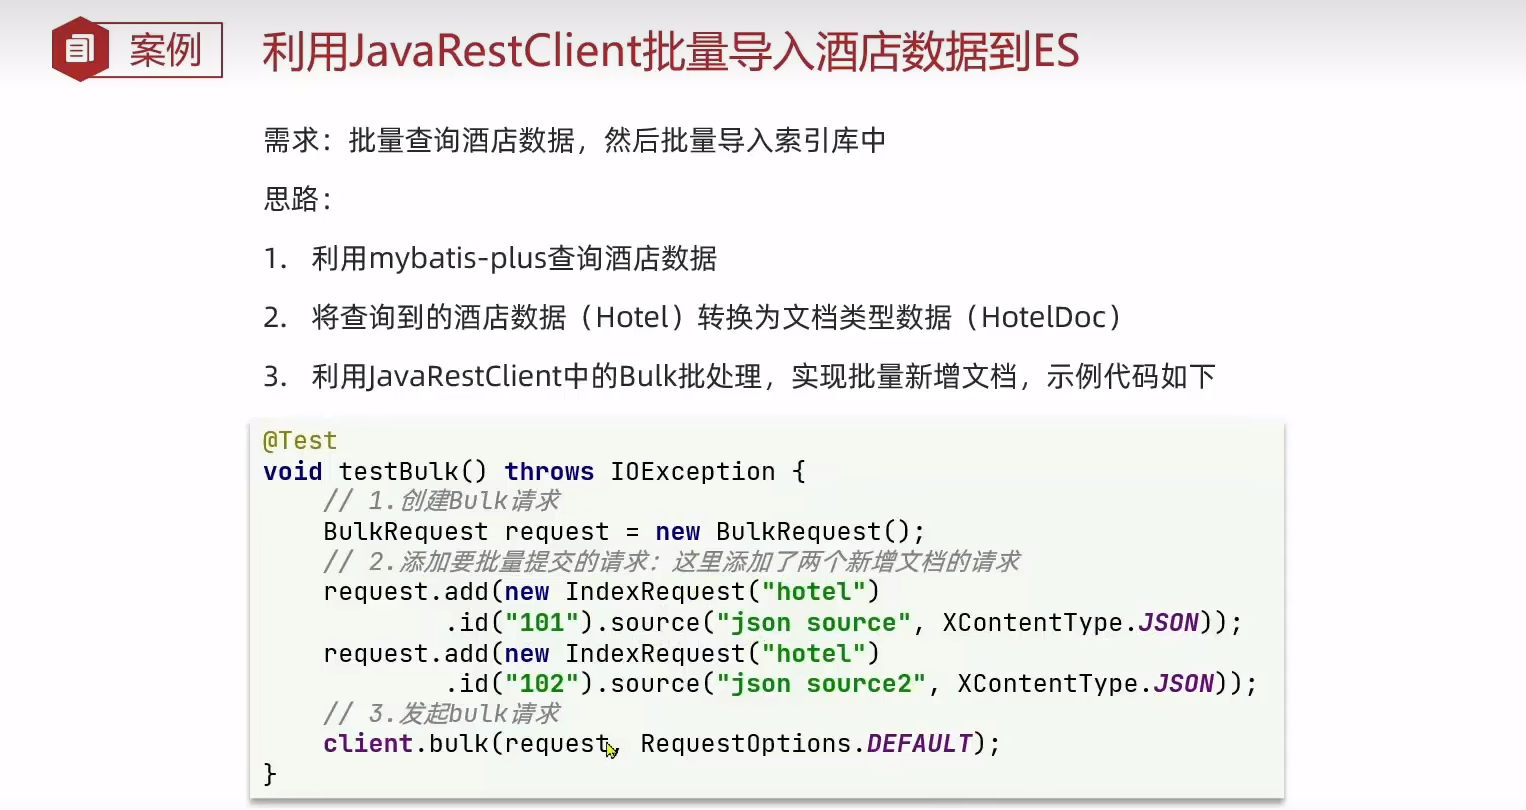 案例
利用JavaRestClient批量导入酒店数据到ES
需求：批量查询酒店数据，然后批量导入索引库中
思路：
1. 利用mybatis-plus查询酒店数据
2. 将查询到的酒店数据（Hotel）转换为文档类型数据（HotelDoc）
3. 利用JavaRestClient中的Bulk批处理，实现批量新增文档，示例代码如下
@Test
void testBulk() throws IOException {
    // 1.创建Bulk请求
    BulkRequest request = new BulkRequest();
    // 2.添加要批量提交的请求：这里添加了两个新增文档的请求
    request.add(new IndexRequest("hotel")
            .id("101").source("json source", XContentType.JSON));
    request.add(new IndexRequest("hotel")
            .id("102").source("json source2", XContentType.JSON));
    // 3.发起bulk请求
    client.bulk(request, RequestOptions.DEFAULT);
}